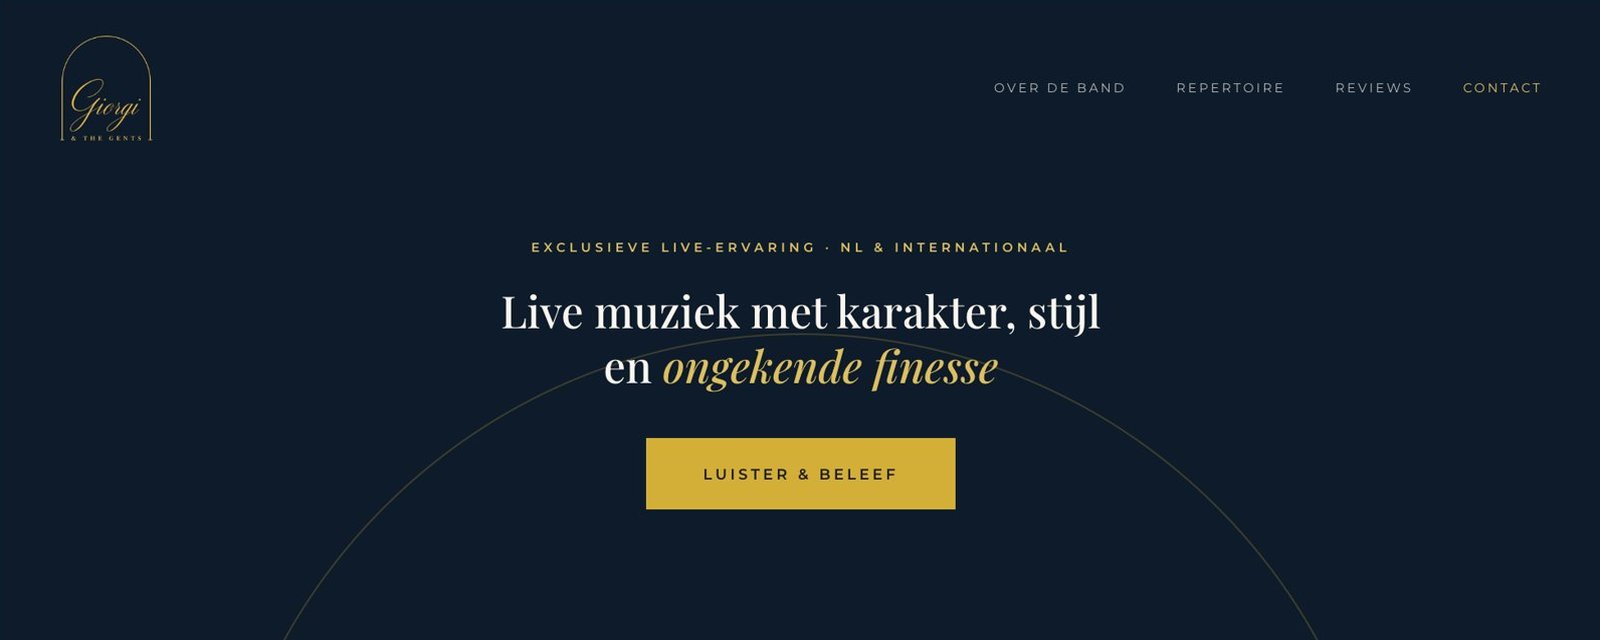 Giorgi
& THE GENTS
OVER DE BAND
REPERTOIRE
REVIEWS
CONTACT
EXCLUSIEVE LIVE-ERVARING · NL & INTERNATIONAAL
Live muziek met karakter, stijl
en ongekende finesse
LUISTER & BELEEF